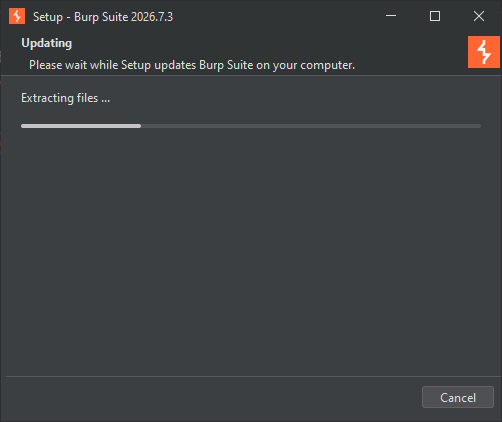 Setup - Burp Suite 2026.7.3
Updating
Please wait while Setup updates Burp Suite on your computer.
Extracting files ...
Cancel